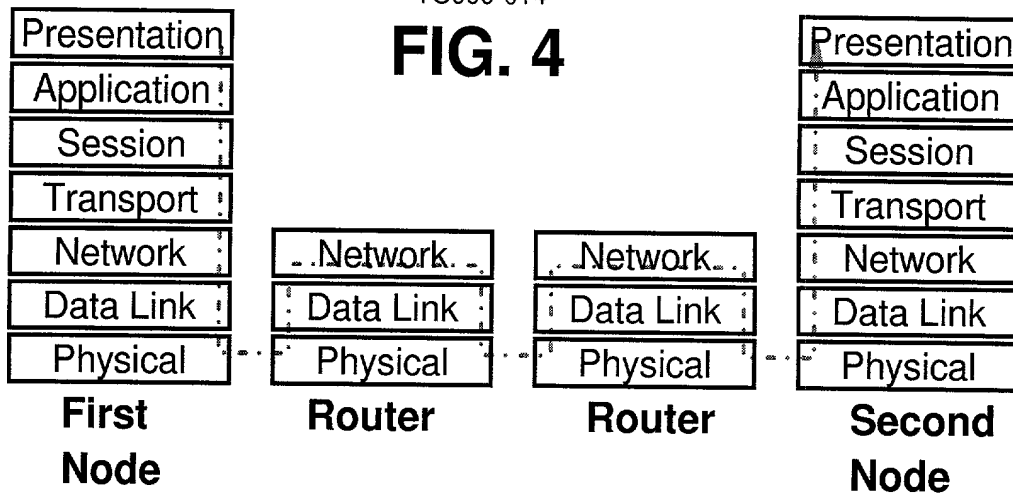 FIG. 4
Presentation
Application
Session
Transport
Network
Data Link
Physical
First
Node
Network
Data Link
Physical
Router
Network
Data Link
Physical
Router
Presentation
Application
Session
Transport
Network
Data Link
Physical
Second
Node